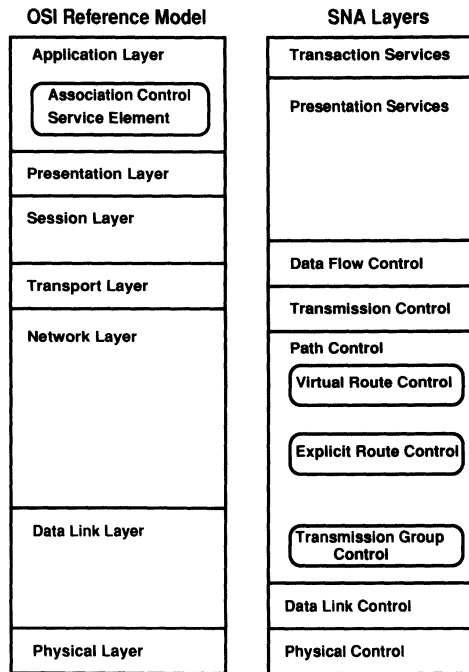 OSI Reference Model
Application Layer
Association Control
Service Element
Presentation Layer
Session Layer
Transport Layer
Network Layer
Data Link Layer
Physical Layer
SNA Layers
Transaction Services
Presentation Services
Data Flow Control
Transmission Control
Path Control
Virtual Route Control
Explicit Route Control
Transmission Group
Control
Data Link Control
Physical Control